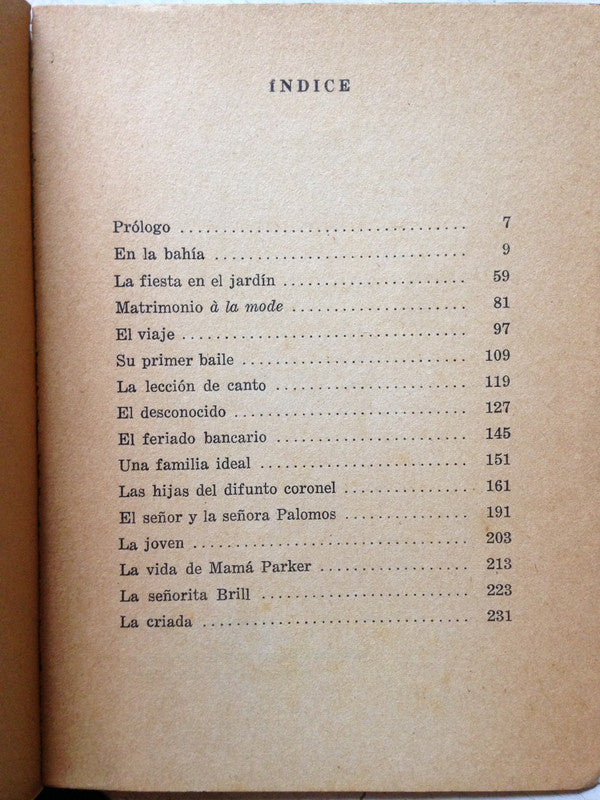 ÍNDICE
Prólogo .................................. 7
En la bahía .............................. 9
La fiesta en el jardín ...................... 59
Matrimonio à la mode ..................... 81
El viaje .................................. 97
Su primer baile ........................... 109
La lección de canto ....................... 119
El desconocido ............................ 127
El feriado bancario ....................... 145
Una familia ideal ......................... 151
Las hijas del difunto coronel ............... 161
El señor y la señora Palomos ............... 191
La joven ................................. 203
La vida de Mamá Parker .................. 213
La señorita Brill ......................... 223
La criada ................................ 231